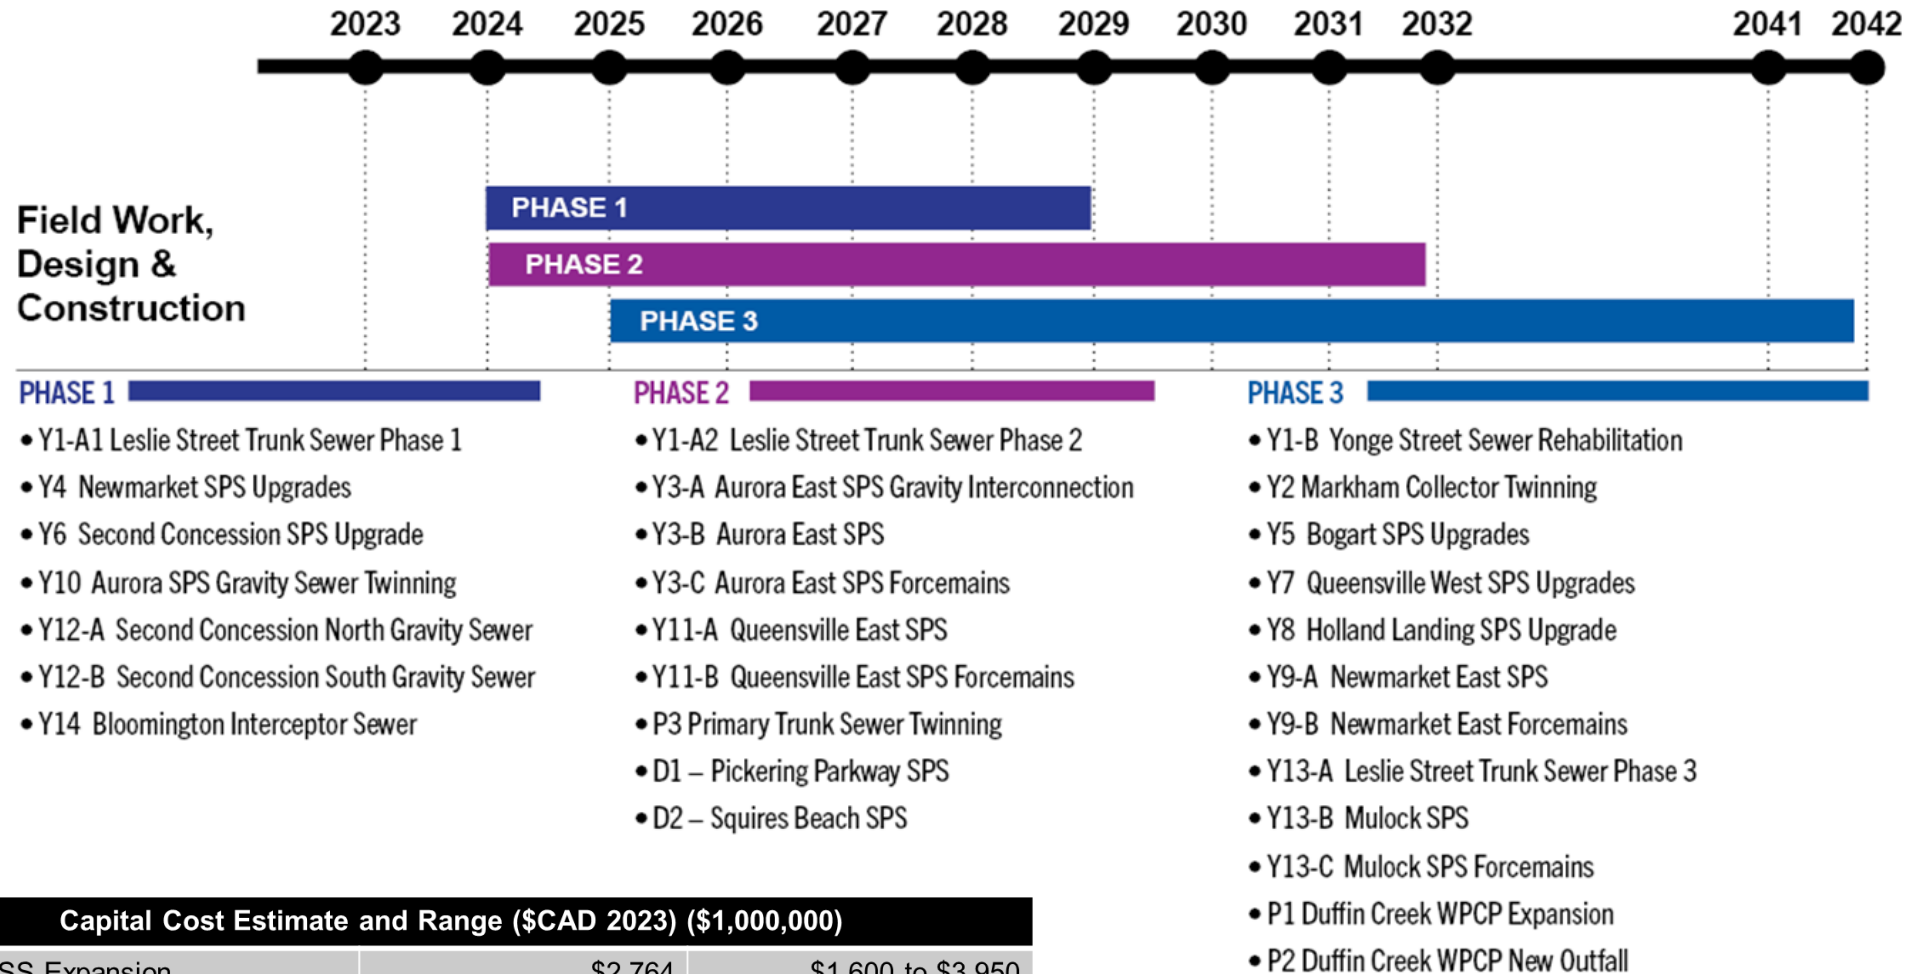 2023 2024 2025 2026 2027 2028 2029 2030 2031 2032 2041 2042
Field Work,
Design &
Construction
PHASE 1
PHASE 2
PHASE 3
PHASE 1
• Y1-A1 Leslie Street Trunk Sewer Phase 1
• Y4 Newmarket SPS Upgrades
• Y6 Second Concession SPS Upgrade
• Y10 Aurora SPS Gravity Sewer Twinning
• Y12-A Second Concession North Gravity Sewer
• Y12-B Second Concession South Gravity Sewer
• Y14 Bloomington Interceptor Sewer
PHASE 2
• Y1-A2 Leslie Street Trunk Sewer Phase 2
• Y3-A Aurora East SPS Gravity Interconnection
• Y3-B Aurora East SPS
• Y3-C Aurora East SPS Forcemains
• Y11-A Queensville East SPS
• Y11-B Queensville East SPS Forcemains
• P3 Primary Trunk Sewer Twinning
• D1 – Pickering Parkway SPS
• D2 – Squires Beach SPS
PHASE 3
• Y1-B Yonge Street Sewer Rehabilitation
• Y2 Markham Collector Twinning
• Y5 Bogart SPS Upgrades
• Y7 Queensville West SPS Upgrades
• Y8 Holland Landing SPS Upgrade
• Y9-A Newmarket East SPS
• Y9-B Newmarket East Forcemains
• Y13-A Leslie Street Trunk Sewer Phase 3
• Y13-B Mulock SPS
• Y13-C Mulock SPS Forcemains
• P1 Duffin Creek WPCP Expansion
• P2 Duffin Creek WPCP New Outfall
Capital Cost Estimate and Range ($CAD 2023) ($1,000,000)
SS Expansion $2,764 $1,600 to $3,950